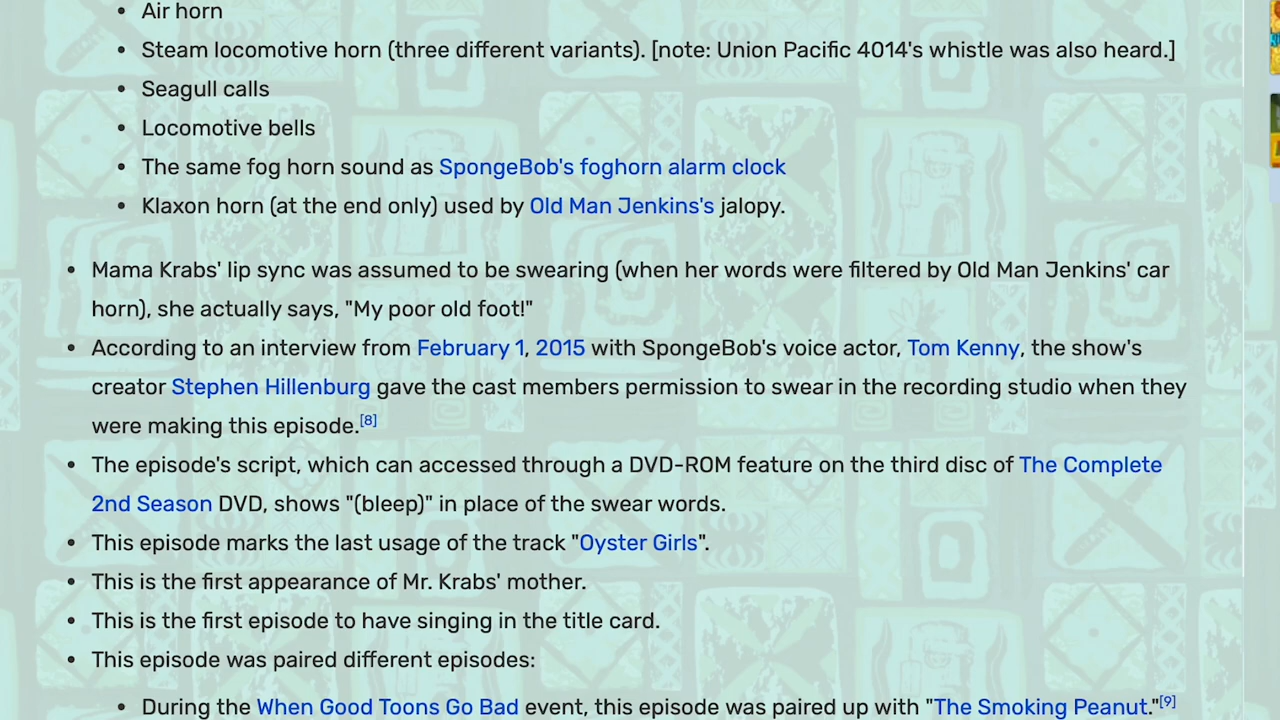 • Air horn
• Steam locomotive horn (three different variants). [note: Union Pacific 4014's whistle was also heard.]
• Seagull calls
• Locomotive bells
• The same fog horn sound as SpongeBob's foghorn alarm clock
• Klaxon horn (at the end only) used by Old Man Jenkins's jalopy.
• Mama Krabs' lip sync was assumed to be swearing (when her words were filtered by Old Man Jenkins' car
horn), she actually says, "My poor old foot!"
• According to an interview from February 1, 2015 with SpongeBob's voice actor, Tom Kenny, the show's
creator Stephen Hillenburg gave the cast members permission to swear in the recording studio when they
were making this episode.[8]
• The episode's script, which can accessed through a DVD-ROM feature on the third disc of The Complete
2nd Season DVD, shows "(bleep)" in place of the swear words.
• This episode marks the last usage of the track "Oyster Girls".
• This is the first appearance of Mr. Krabs' mother.
• This is the first episode to have singing in the title card.
• This episode was paired different episodes:
• During the When Good Toons Go Bad event, this episode was paired up with "The Smoking Peanut."[9]